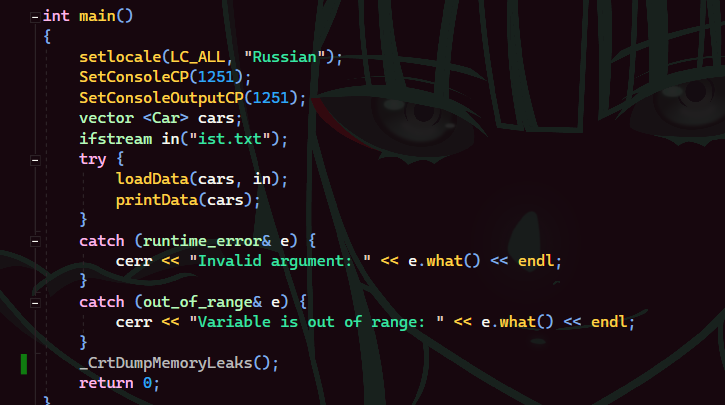 int main()
{
    setlocale(LC_ALL, "Russian");
    SetConsoleCP(1251);
    SetConsoleOutputCP(1251);
    vector <Car> cars;
    ifstream in("ist.txt");
    try {
        loadData(cars, in);
        printData(cars);
    }
    catch (runtime_error& e) {
        cerr << "Invalid argument: " << e.what() << endl;
    }
    catch (out_of_range& e) {
        cerr << "Variable is out of range: " << e.what() << endl;
    }
    _CrtDumpMemoryLeaks();
    return 0;
}